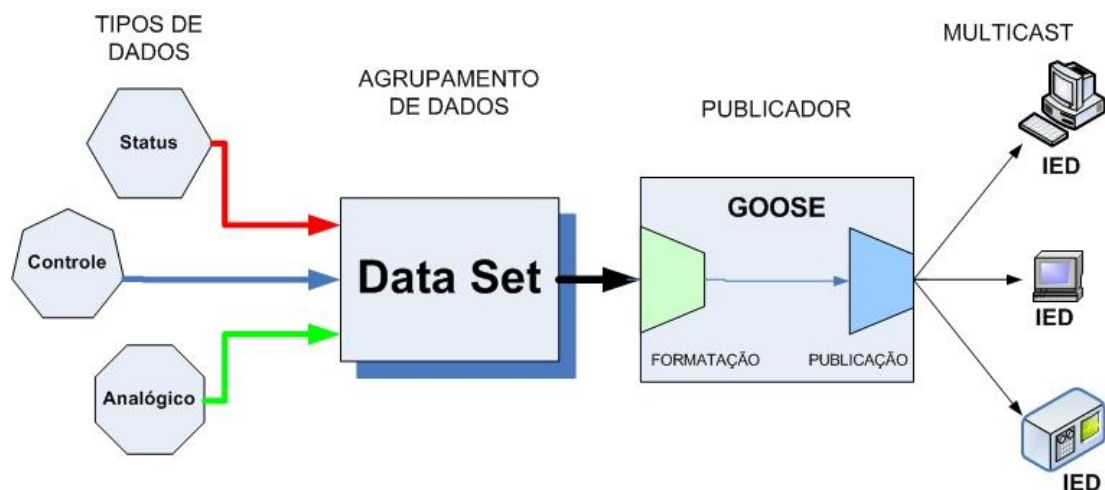 TIPOS DE
DADOS
Status
Controle
Analógico
AGRUPAMENTO
DE DADOS
Data Set
PUBLICADOR
GOOSE
FORMATAÇÃO
PUBLICAÇÃO
MULTICAST
IED
IED
IED